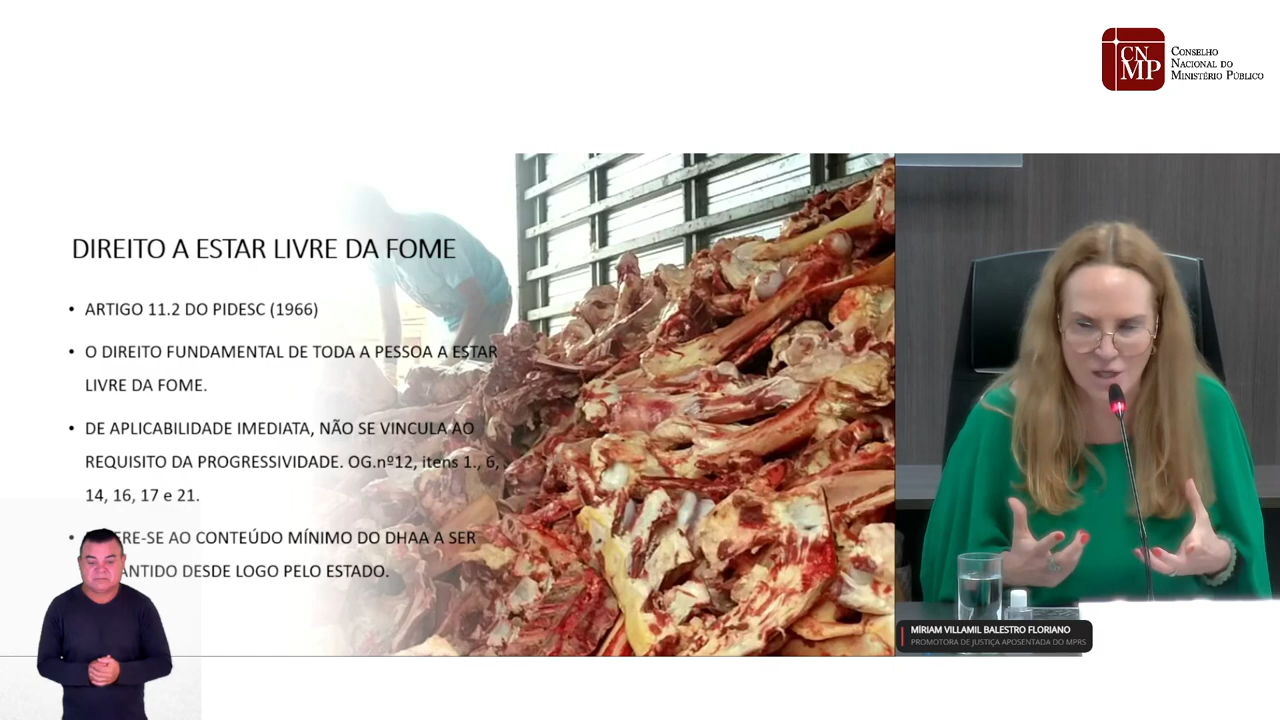 CN
MP
CONSELHO
NACIONAL DO
MINISTÉRIO PÚBLICO
DIREITO A ESTAR LIVRE DA FOME
• ARTIGO 11.2 DO PIDESC (1966)
• O DIREITO FUNDAMENTAL DE TODA A PESSOA A ESTAR
LIVRE DA FOME.
• DE APLICABILIDADE IMEDIATA, NÃO SE VINCULA AO
REQUISITO DA PROGRESSIVIDADE. OG.nº12, itens 1., 6,
14, 16, 17 e 21.
• ERE-SE AO CONTEÚDO MÍNIMO DO DHAA A SER
ANTIDO DESDE LOGO PELO ESTADO.
MÍRIAM VILLAMIL BALESTRO FLORIANO
PROMOTORA DE JUSTIÇA APOSENTADA DO MPRS